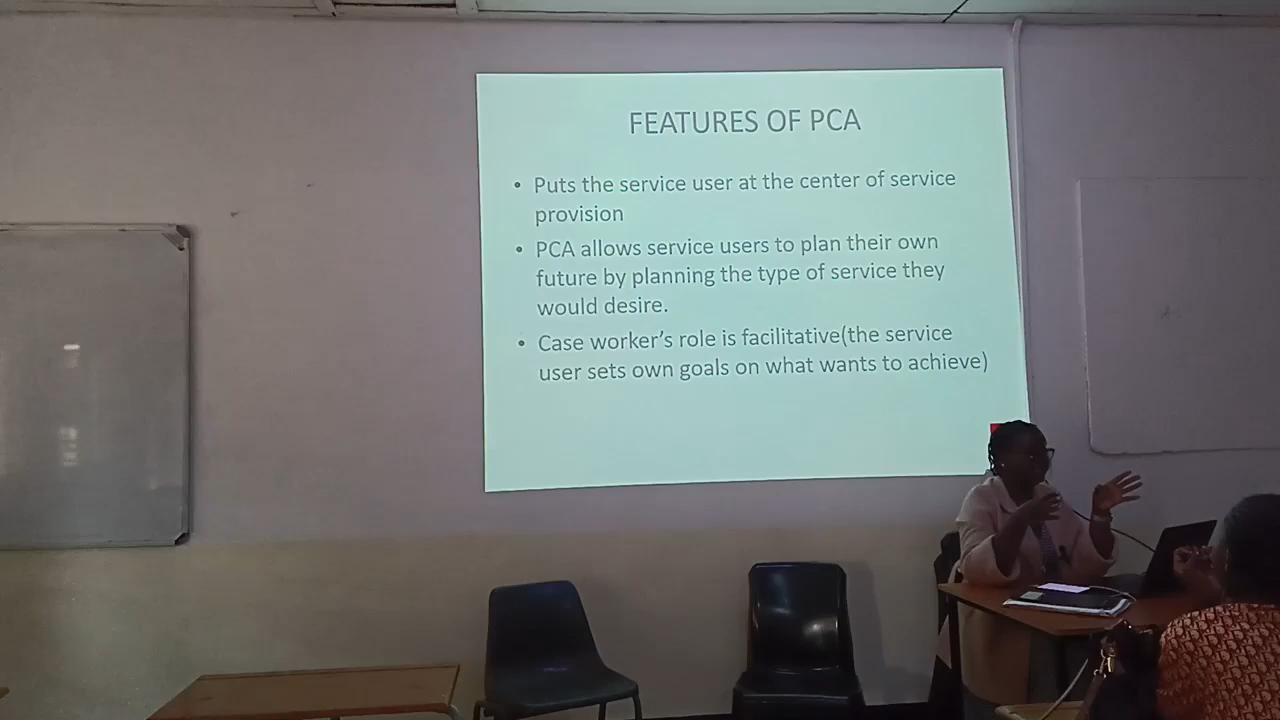 FEATURES OF PCA
• Puts the service user at the center of service
provision
• PCA allows service users to plan their own
future by planning the type of service they
would desire.
• Case worker's role is facilitative(the service
user sets own goals on what wants to achieve)